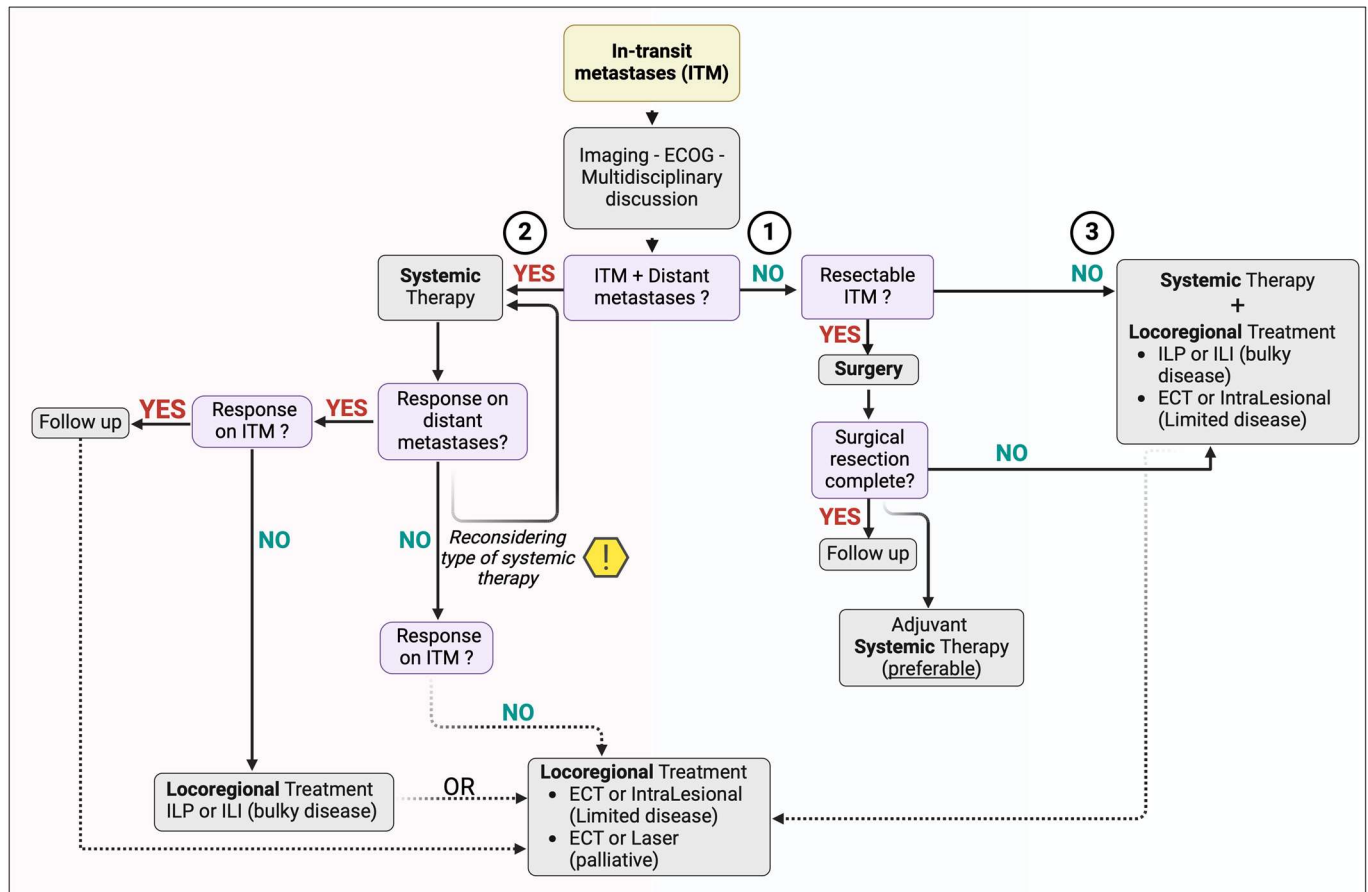 In-transit
metastases (ITM)
Imaging - ECOG -
Multidisciplinary
discussion
2
1
3
YES
NO
NO
Systemic
Therapy
ITM + Distant
metastases ?
Resectable
ITM ?
Systemic Therapy
+
Locoregional Treatment
• ILP or ILI (bulky
disease)
• ECT or IntraLesional
(Limited disease)
YES
Surgery
Follow up
YES
Response
on ITM ?
YES
Response on
distant
metastases?
Surgical
resection
complete?
NO
YES
Follow up
NO
NO
Reconsidering
type of systemic
therapy
!
Adjuvant
Systemic Therapy
(preferable)
Response
on ITM ?
NO
Locoregional Treatment
ILP or ILI (bulky disease)
OR
Locoregional Treatment
• ECT or IntraLesional
(Limited disease)
• ECT or Laser
(palliative)